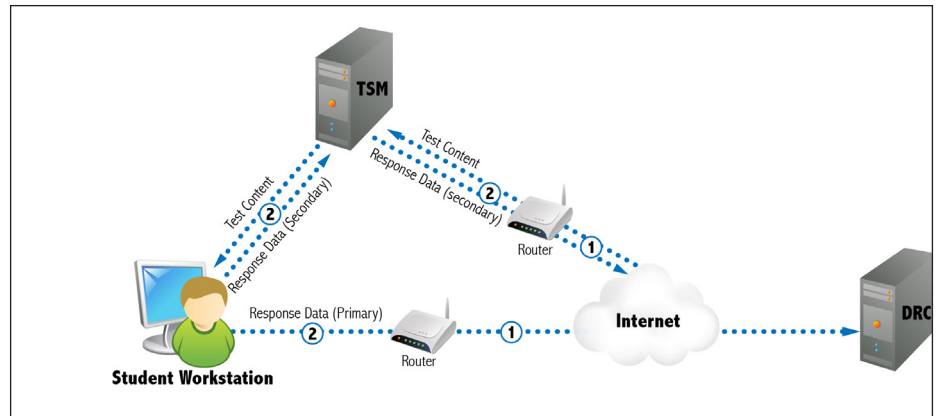 TSM
Test Content
Response Data (secondary)
2
Test Content
2
Response Data (Secondary)
Router
1
Response Data (Primary)
2
1
Router
Internet
DRC
Student Workstation